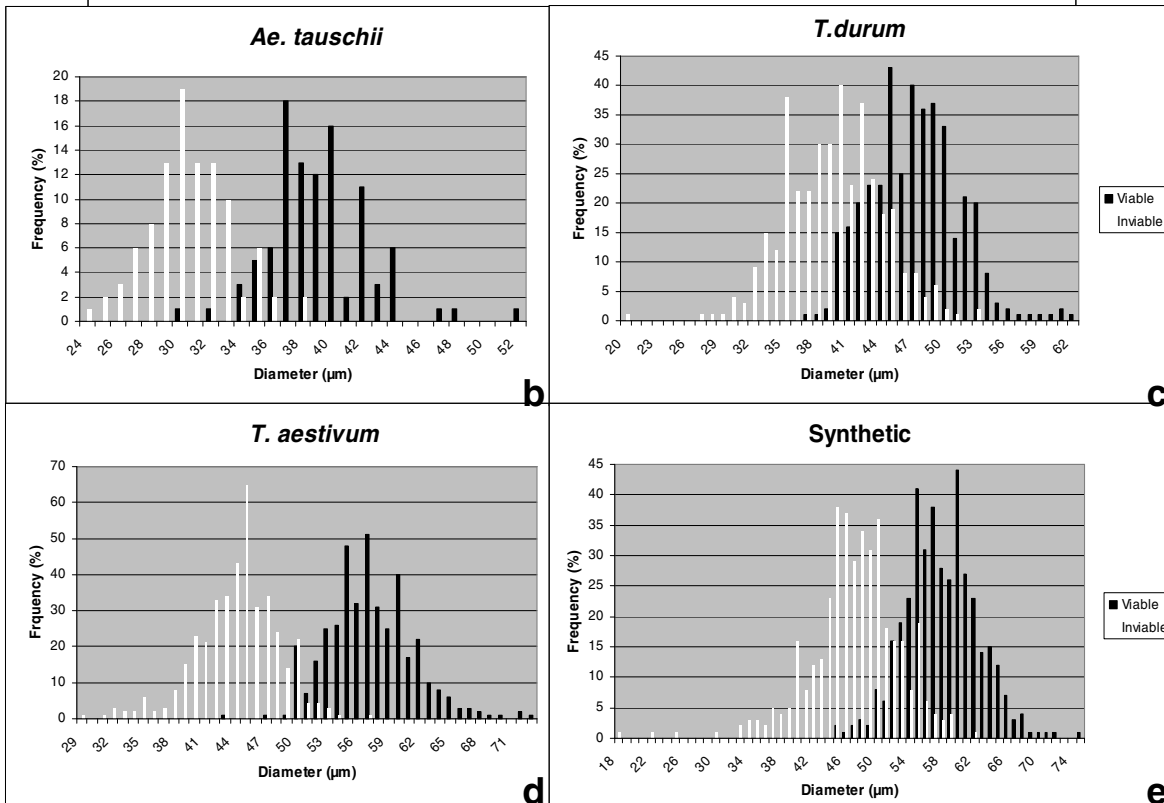 Ae. tauschii
Frequency (%)
20
18
16
14
12
10
8
6
4
2
0
24 26 28 30 32 34 36 38 40 42 44 46 48 50 52
Diameter (µm)
b
T.durum
Frequency (%)
45
40
35
30
25
20
15
10
5
0
20 23 26 29 32 35 38 41 44 47 50 53 56 59 62
Diameter (µm)
Viable
Inviable
c
T. aestivum
Frquency (%)
70
60
50
40
30
20
10
0
29 32 35 38 41 44 47 50 53 56 59 62 65 68 71
Diameter (µm)
d
Synthetic
Frequency (%)
45
40
35
30
25
20
15
10
5
0
18 22 26 30 34 38 42 46 50 54 58 62 66 70 74
Diameter (µm)
Viable
Inviable
e